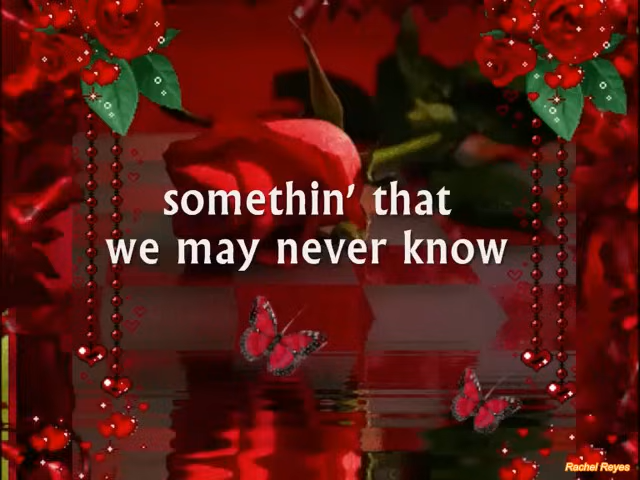 somethin' that
we may never know
Rachel Reyes